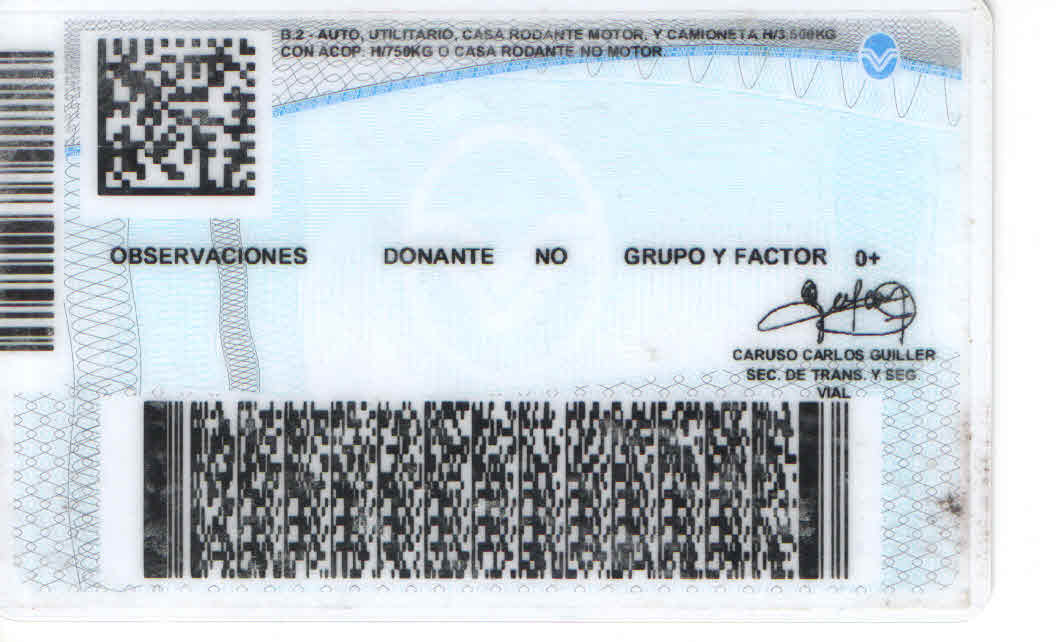 B.2 - AUTO, UTILITARIO, CASA RODANTE MOTOR. Y CAMIONETA H/3.500KG
CON ACOP. H/750KG O CASA RODANTE NO MOTOR.
OBSERVACIONES DONANTE NO GRUPO Y FACTOR 0+
CARUSO CARLOS GUILLER
SEC. DE TRANS. Y SEG
VIAL